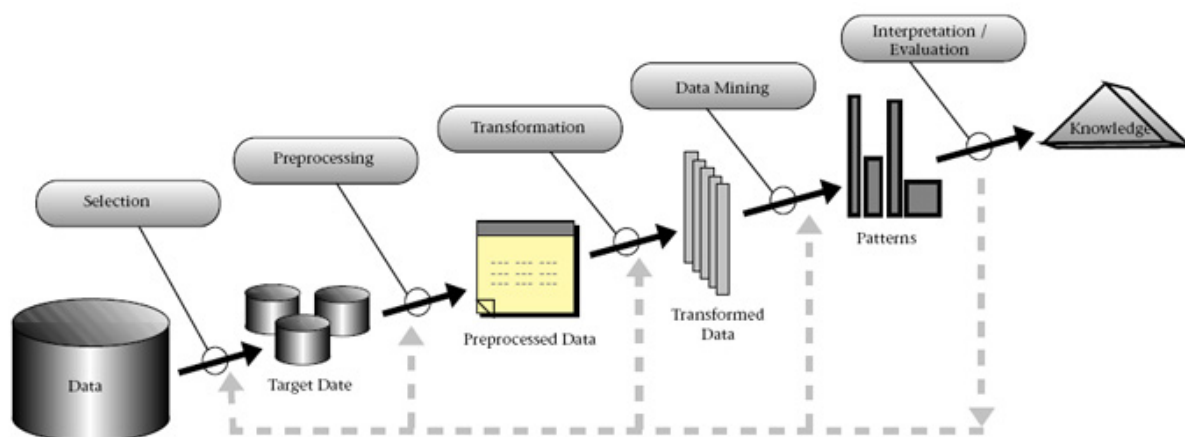 Interpretation /
Evaluation
Data Mining
Transformation
Preprocessing
Selection
Knowledge
Patterns
Transformed
Data
Preprocessed Data
Target Date
Data